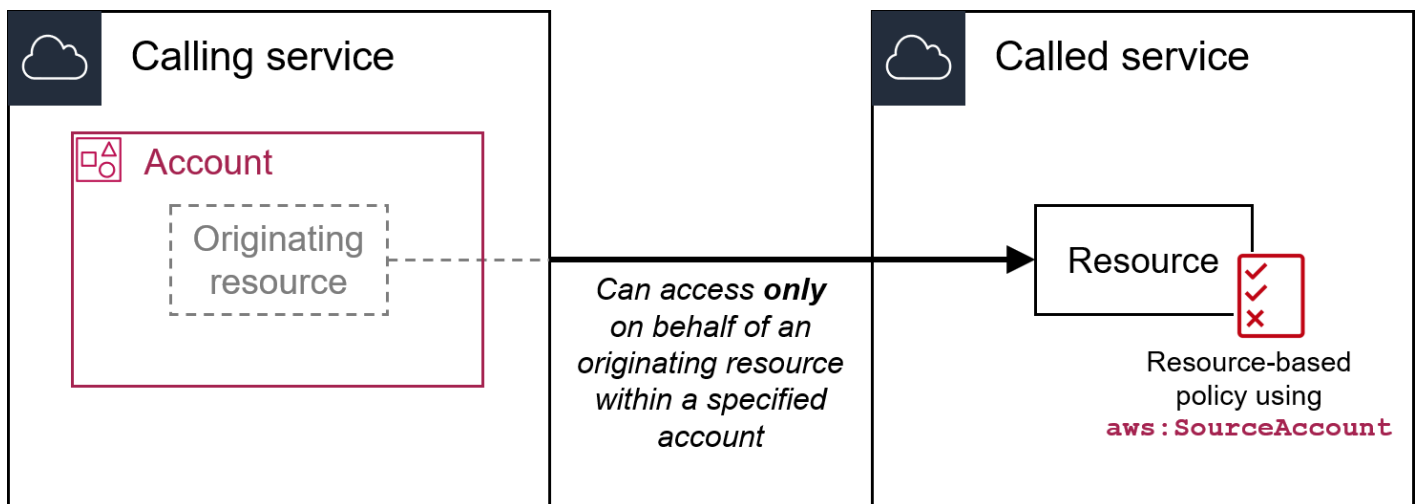 Calling service
Account
Originating
resource
Can access only
on behalf of an
originating resource
within a specified
account
Called service
Resource
Resource-based
policy using
aws:SourceAccount